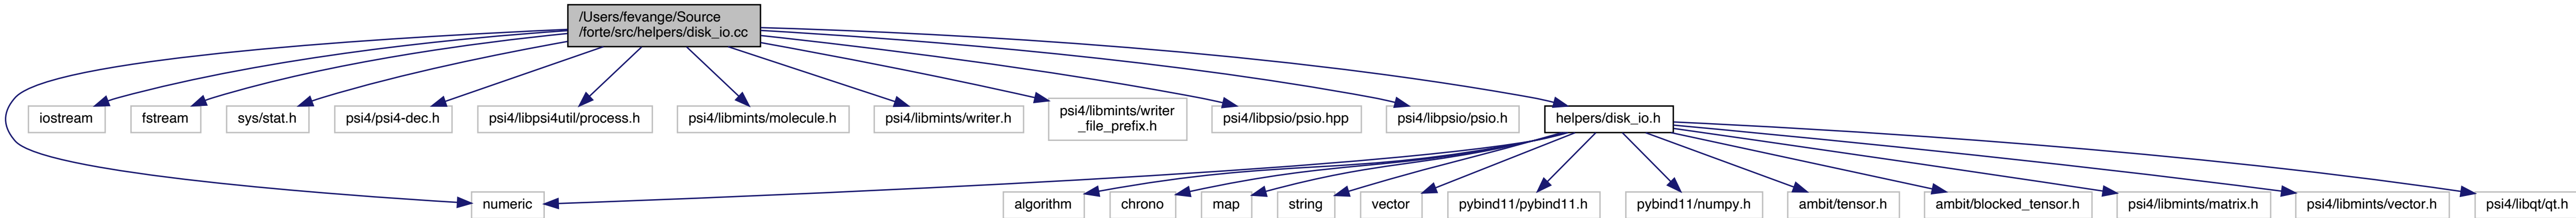 /Users/fevange/Source
/forte/src/helpers/disk_io.cc
iostream
fstream
sys/stat.h
psi4/psi4-dec.h
psi4/libpsi4util/process.h
psi4/libmints/molecule.h
psi4/libmints/writer.h
psi4/libmints/writer
_file_prefix.h
psi4/libpsio/psio.hpp
psi4/libpsio/psio.h
helpers/disk_io.h
numeric
algorithm
chrono
map
string
vector
pybind11/pybind11.h
pybind11/numpy.h
ambit/tensor.h
ambit/blocked_tensor.h
psi4/libmints/matrix.h
psi4/libmints/vector.h
psi4/libqt/qt.h